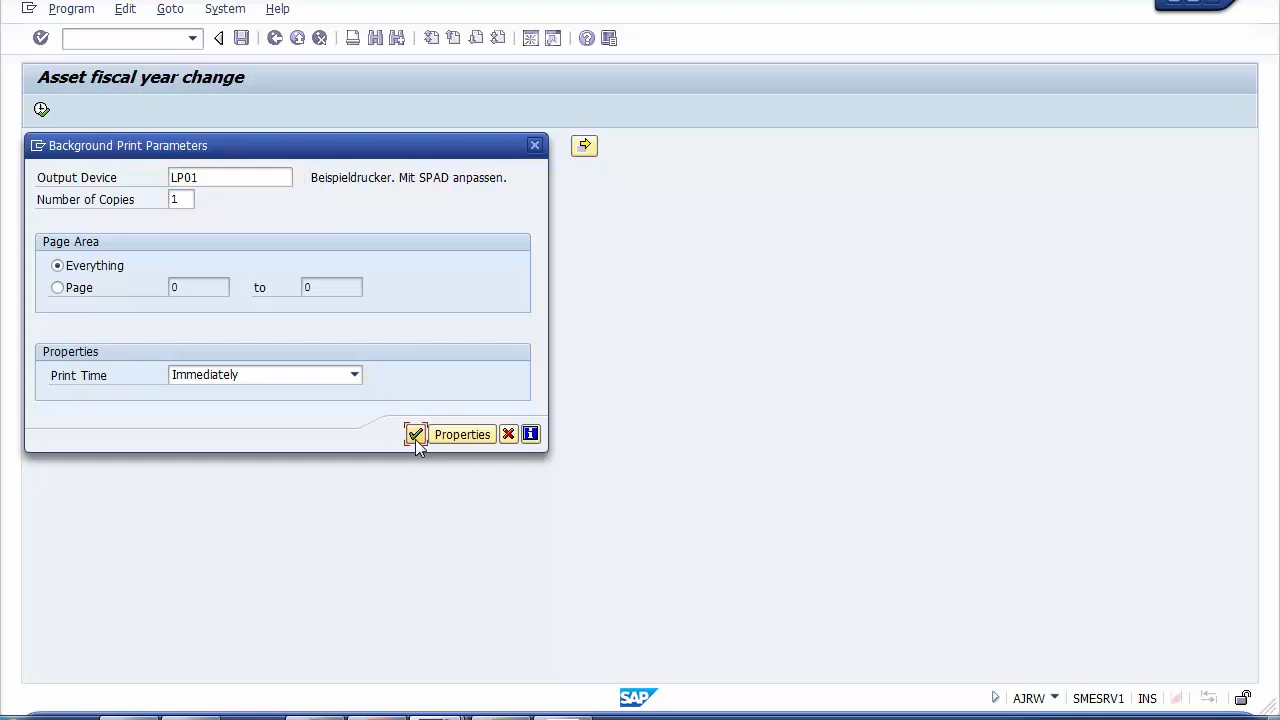 Program Edit Goto System Help
Asset fiscal year change
Background Print Parameters
Output Device LP01 Beispieldrucker. Mit SPAD anpassen.
Number of Copies 1
Page Area
Everything
Page 0 to 0
Properties
Print Time Immediately
Properties
SAP AJRW SMESRV1 INS